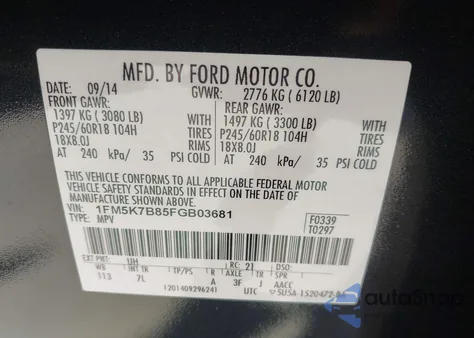 MFD. BY FORD MOTOR CO.
DATE: 09/14 GVWR: 2776 KG ( 6120 LB)
FRONT GAWR: REAR GAWR:
1397 KG ( 3080 LB) WITH 1497 KG ( 3300 LB) WITH
P245/60R18 104H TIRES P245/60R18 104H TIRES
18X8.0J RIMS 18X8.0J RIMS
AT 240 kPa/ 35 PSI COLD AT 240 kPa/ 35 PSI COLD
THIS VEHICLE CONFORMS TO ALL APPLICABLE FEDERAL MOTOR
VEHICLE SAFETY STANDARDS IN EFFECT ON THE DATE OF
MANUFACTURE SHOWN ABOVE.
VEHICLE IDENT NO: 1FM5K7B85FGB03681
TYPE: MPV
F0339
T0297
EXT PNT: UH RC: 21 DSO:
WB INT TR TP/PS R AXLE TR SPR
113 7L A 3F J AACC
1201409296241 UTC
autosnap